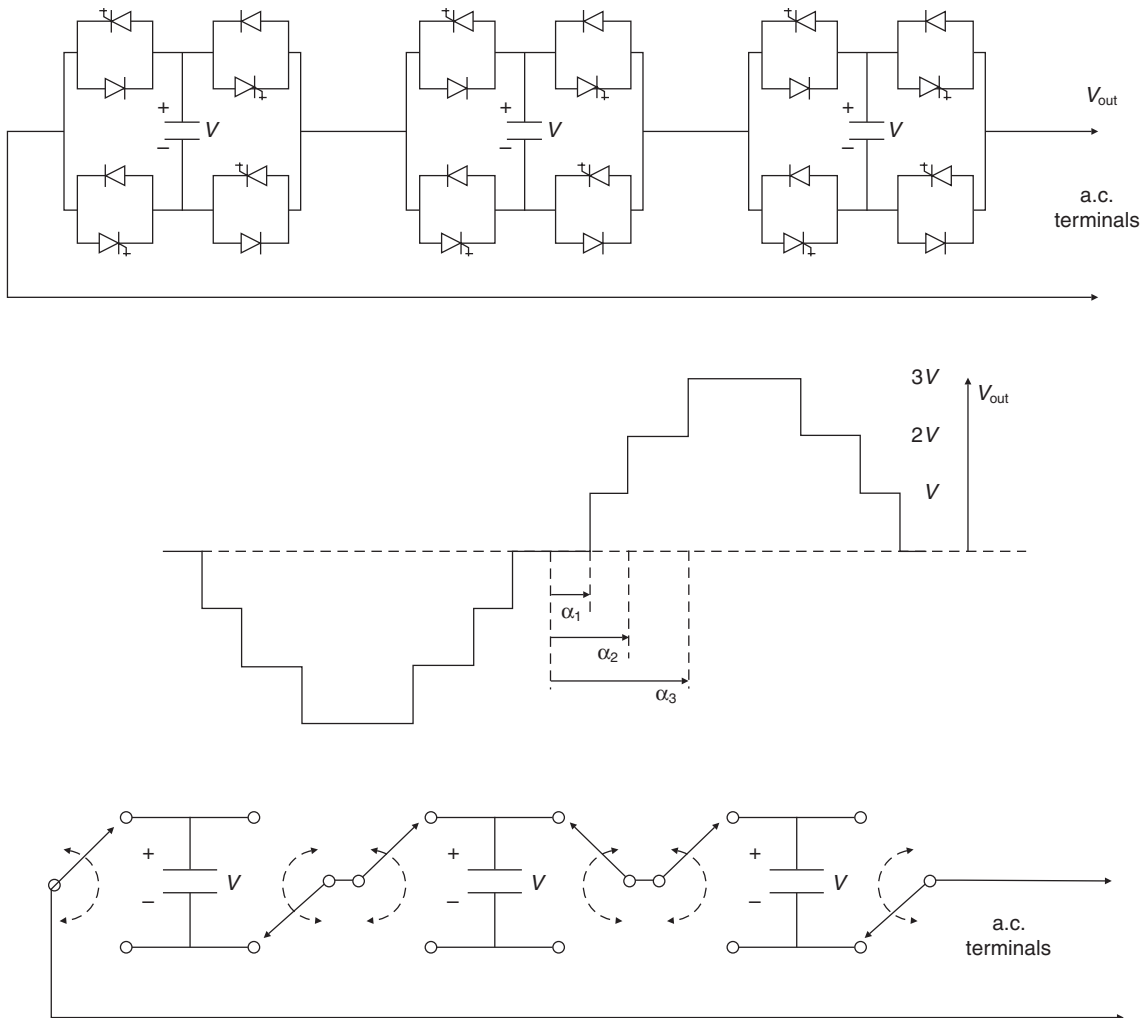 +
V
−
+
V
−
+
V
−
V_out
a.c.
terminals
3V
V_out
2V
V
α₁
α₂
α₃
+
V
−
+
V
−
+
V
−
a.c.
terminals